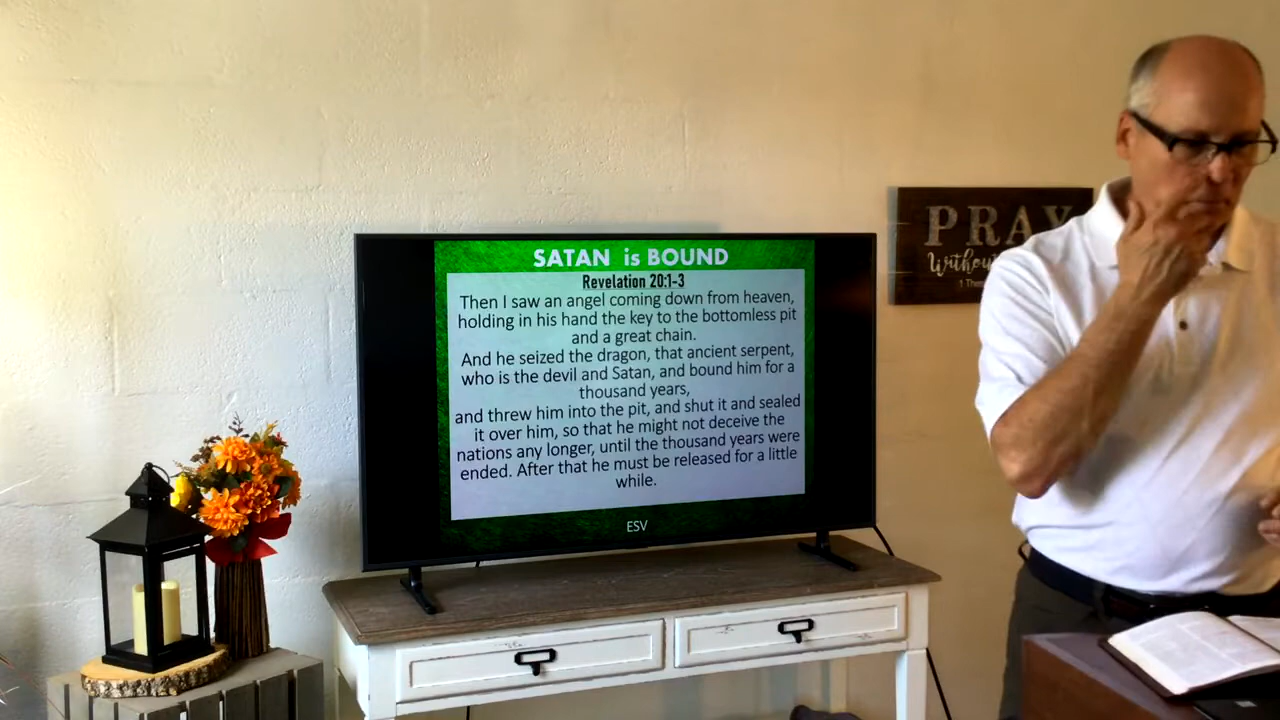 SATAN is BOUND
Revelation 20:1-3
Then I saw an angel coming down from heaven,
holding in his hand the key to the bottomless pit
and a great chain.
And he seized the dragon, that ancient serpent,
who is the devil and Satan, and bound him for a
thousand years,
and threw him into the pit, and shut it and sealed
it over him, so that he might not deceive the
nations any longer, until the thousand years were
ended. After that he must be released for a little
while.
ESV
PRAY
Withou
1 Thes